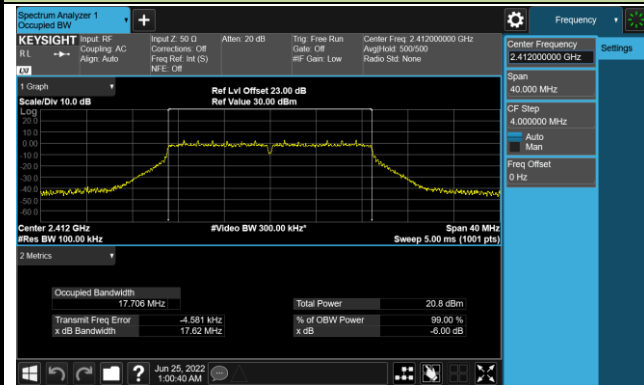 Spectrum Analyzer 1
Occupied BW
+
Frequency
KEYSIGHT
RL
LXI
Input: RF
Coupling: AC
Align: Auto
Input Z: 50 Ω
Corrections: Off
Freq Ref: Int (S)
NFE: Off
Atten: 20 dB
Trig: Free Run
Gate: Off
#IF Gain: Low
Center Freq: 2.412000000 GHz
Avg|Hold: 500/500
Radio Std: None
Center Frequency
2.412000000 GHz
Settings
Span
40.000 MHz
CF Step
4.000000 MHz
Auto
Man
Freq Offset
0 Hz
1 Graph
Scale/Div 10.0 dB
Ref Lvl Offset 23.00 dB
Ref Value 30.00 dBm
Log
20.0
10.0
0.00
-10.0
-20.0
-30.0
-40.0
-50.0
-60.0
Center 2.412 GHz
#Video BW 300.00 kHz*
Span 40 MHz
#Res BW 100.00 kHz
Sweep 5.00 ms (1001 pts)
2 Metrics
Occupied Bandwidth
17.706 MHz
Total Power 20.8 dBm
Transmit Freq Error -4.581 kHz
% of OBW Power 99.00 %
x dB Bandwidth 17.62 MHz
x dB -6.00 dB
?
Jun 25, 2022
1:00:40 AM